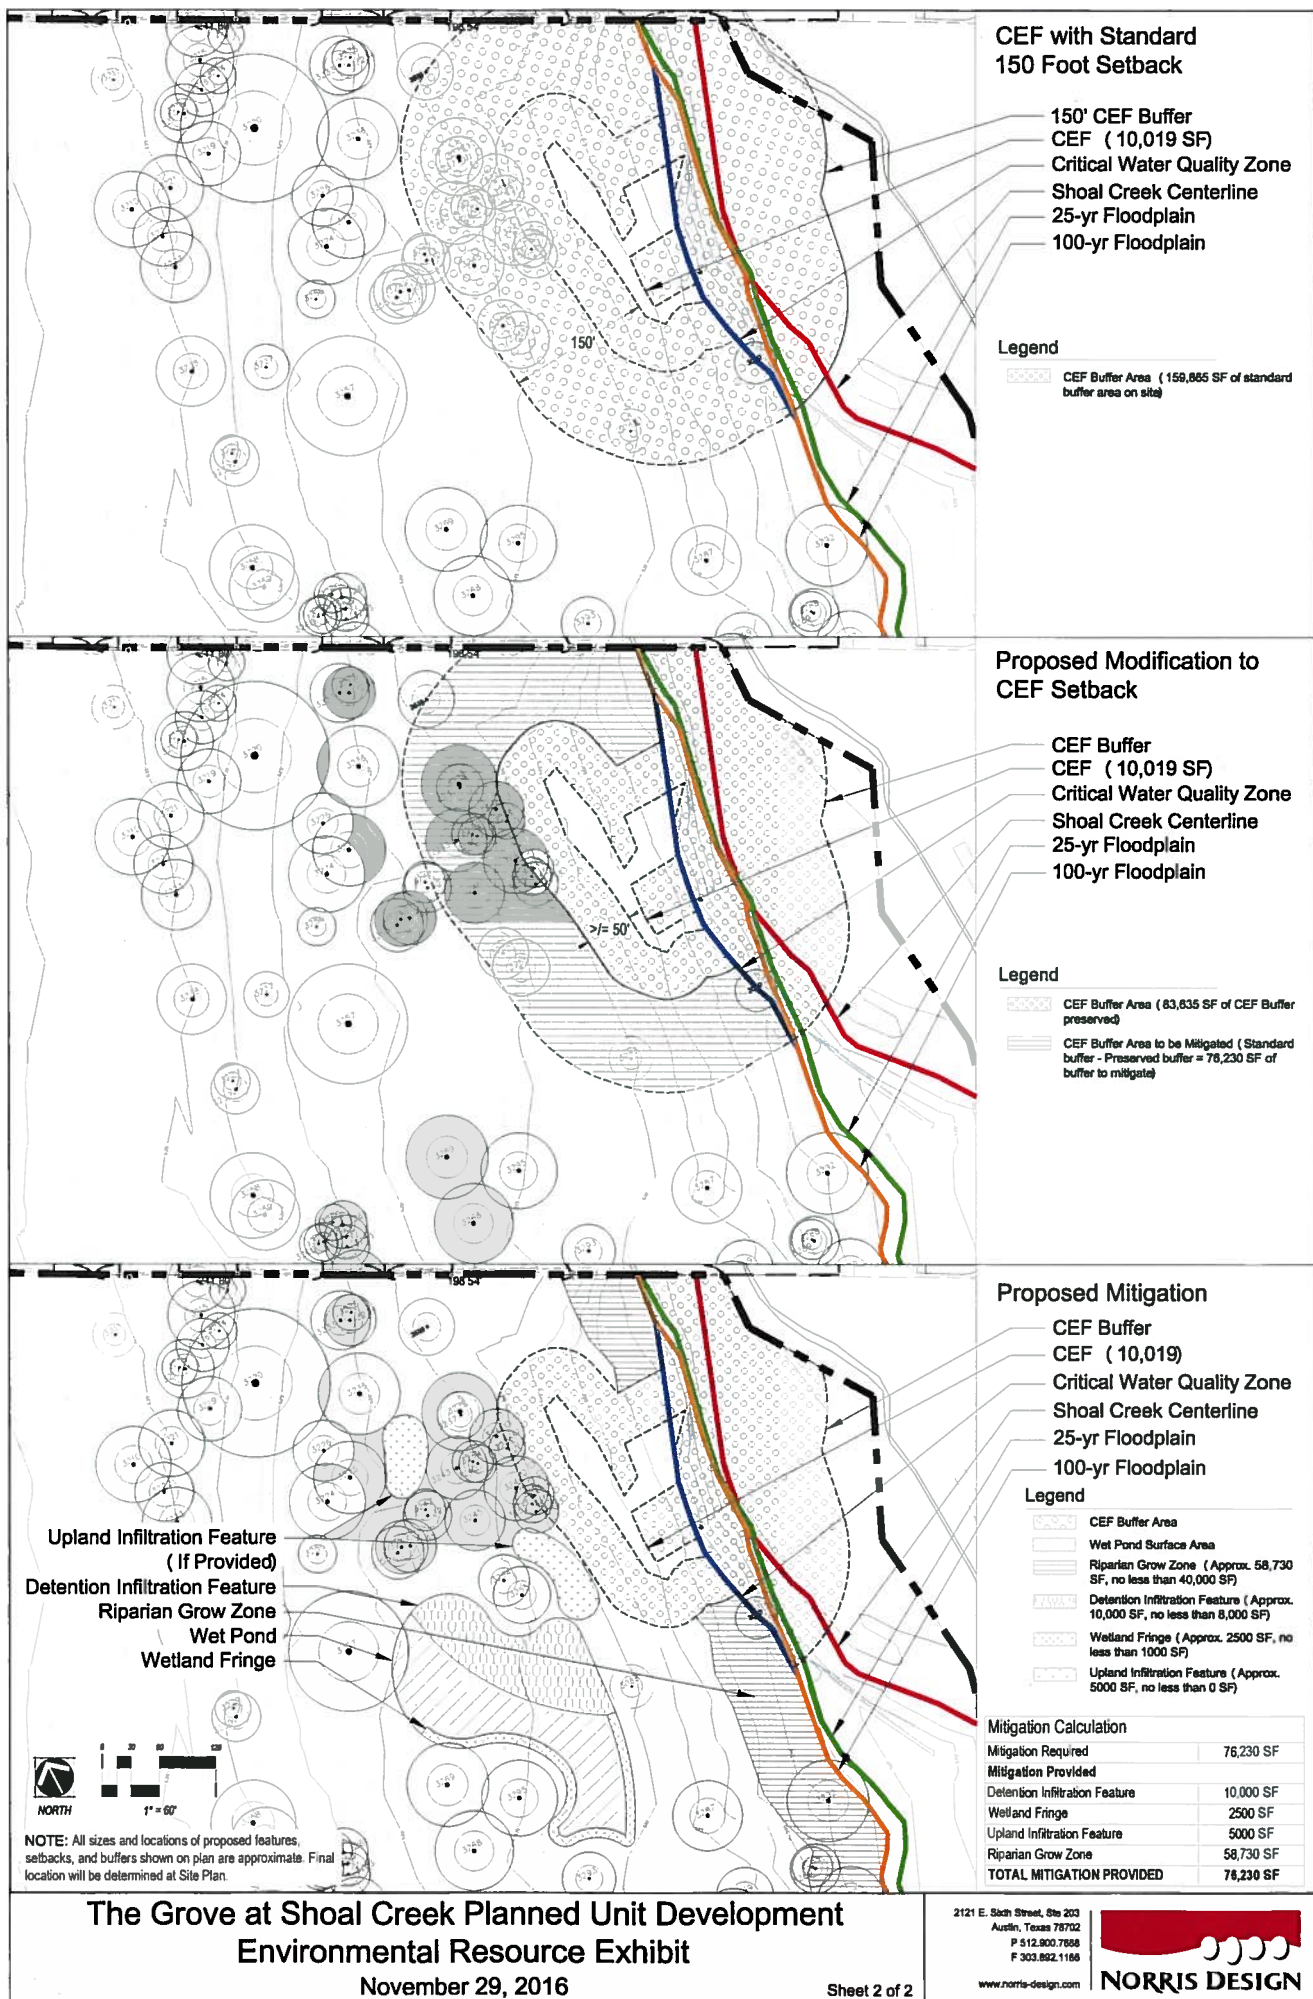 CEF with Standard
150 Foot Setback
150' CEF Buffer
CEF ( 10,019 SF)
Critical Water Quality Zone
Shoal Creek Centerline
25-yr Floodplain
100-yr Floodplain
150'
Legend
CEF Buffer Area ( 159,865 SF of standard
buffer area on site)
198.54
Proposed Modification to
CEF Setback
CEF Buffer
CEF ( 10,019 SF)
Critical Water Quality Zone
Shoal Creek Centerline
25-yr Floodplain
100-yr Floodplain
>/= 50'
Legend
CEF Buffer Area ( 83,635 SF of CEF Buffer
preserved)
CEF Buffer Area to be Mitigated ( Standard
buffer - Preserved buffer = 76,230 SF of
buffer to mitigate)
198.54
Proposed Mitigation
CEF Buffer
CEF ( 10,019)
Critical Water Quality Zone
Shoal Creek Centerline
25-yr Floodplain
100-yr Floodplain
Legend
CEF Buffer Area
Wet Pond Surface Area
Riparian Grow Zone ( Approx. 58,730
SF, no less than 40,000 SF)
Detention Infiltration Feature ( Approx.
10,000 SF, no less than 8,000 SF)
Wetland Fringe ( Approx. 2500 SF, no
less than 1000 SF)
Upland Infiltration Feature ( Approx.
5000 SF, no less than 0 SF)
Upland Infiltration Feature
( If Provided)
Detention Infiltration Feature
Riparian Grow Zone
Wet Pond
Wetland Fringe
Mitigation Calculation
Mitigation Required 76,230 SF
Mitigation Provided
Detention Infiltration Feature 10,000 SF
Wetland Fringe 2500 SF
Upland Infiltration Feature 5000 SF
Riparian Grow Zone 58,730 SF
TOTAL MITIGATION PROVIDED 76,230 SF
NORTH
1" = 60'
NOTE: All sizes and locations of proposed features,
setbacks, and buffers shown on plan are approximate. Final
location will be determined at Site Plan.
The Grove at Shoal Creek Planned Unit Development
Environmental Resource Exhibit
November 29, 2016
Sheet 2 of 2
2121 E. Sixth Street, Ste 203
Austin, Texas 78702
P 512.900.7888
F 303.892.1186
www.norris-design.com
NORRIS DESIGN